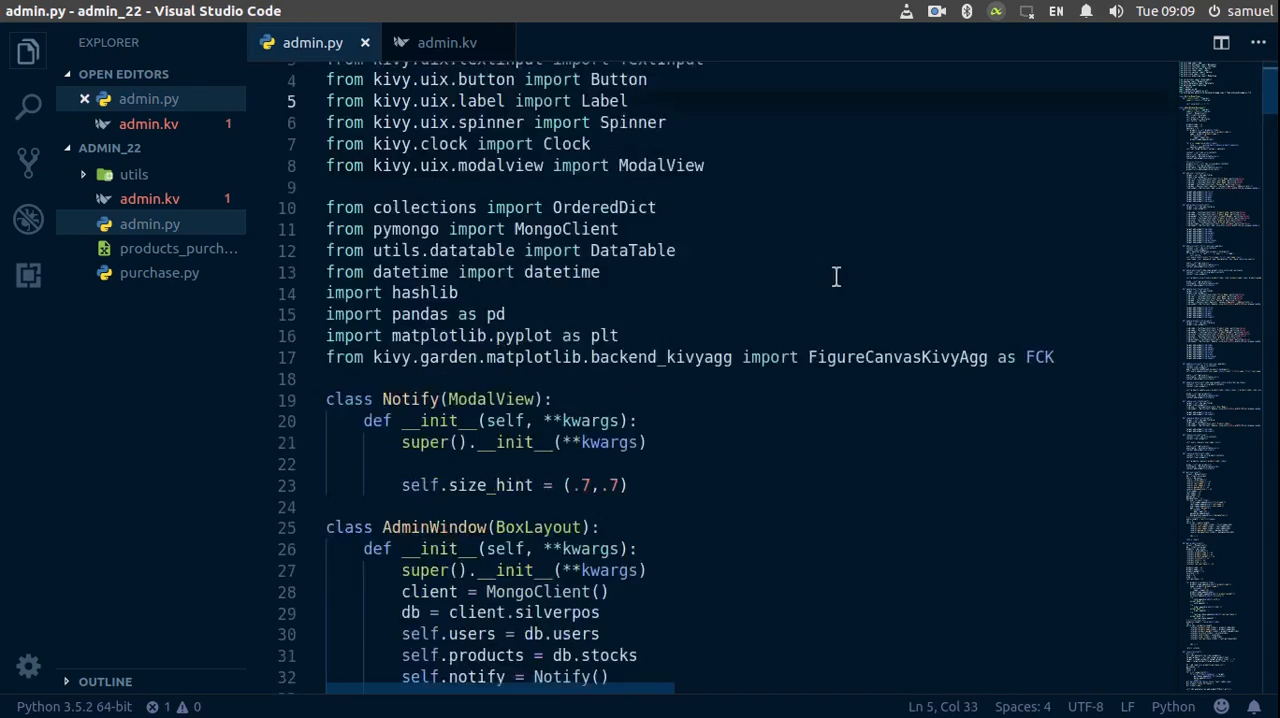 admin.py - admin_22 - Visual Studio Code
EN
Tue 09:09
samuel
EXPLORER
OPEN EDITORS
admin.py
admin.kv 1
ADMIN_22
utils
admin.kv 1
admin.py
products_purch...
purchase.py
OUTLINE
admin.py
admin.kv
3 from kivy.uix.textinput import TextInput
4 from kivy.uix.button import Button
5 from kivy.uix.label import Label
6 from kivy.uix.spinner import Spinner
7 from kivy.clock import Clock
8 from kivy.uix.modalview import ModalView
9
10 from collections import OrderedDict
11 from pymongo import MongoClient
12 from utils.datatable import DataTable
13 from datetime import datetime
14 import hashlib
15 import pandas as pd
16 import matplotlib.pyplot as plt
17 from kivy.garden.matplotlib.backend_kivyagg import FigureCanvasKivyAgg as FCK
18
19 class Notify(ModalView):
20 def __init__(self, **kwargs):
21 super().__init__(**kwargs)
22
23 self.size_hint = (.7,.7)
24
25 class AdminWindow(BoxLayout):
26 def __init__(self, **kwargs):
27 super().__init__(**kwargs)
28 client = MongoClient()
29 db = client.silverpos
30 self.users = db.users
31 self.products = db.stocks
32 self.notify = Notify()
Python 3.5.2 64-bit
1
0
Ln 5, Col 33
Spaces: 4
UTF-8
LF
Python